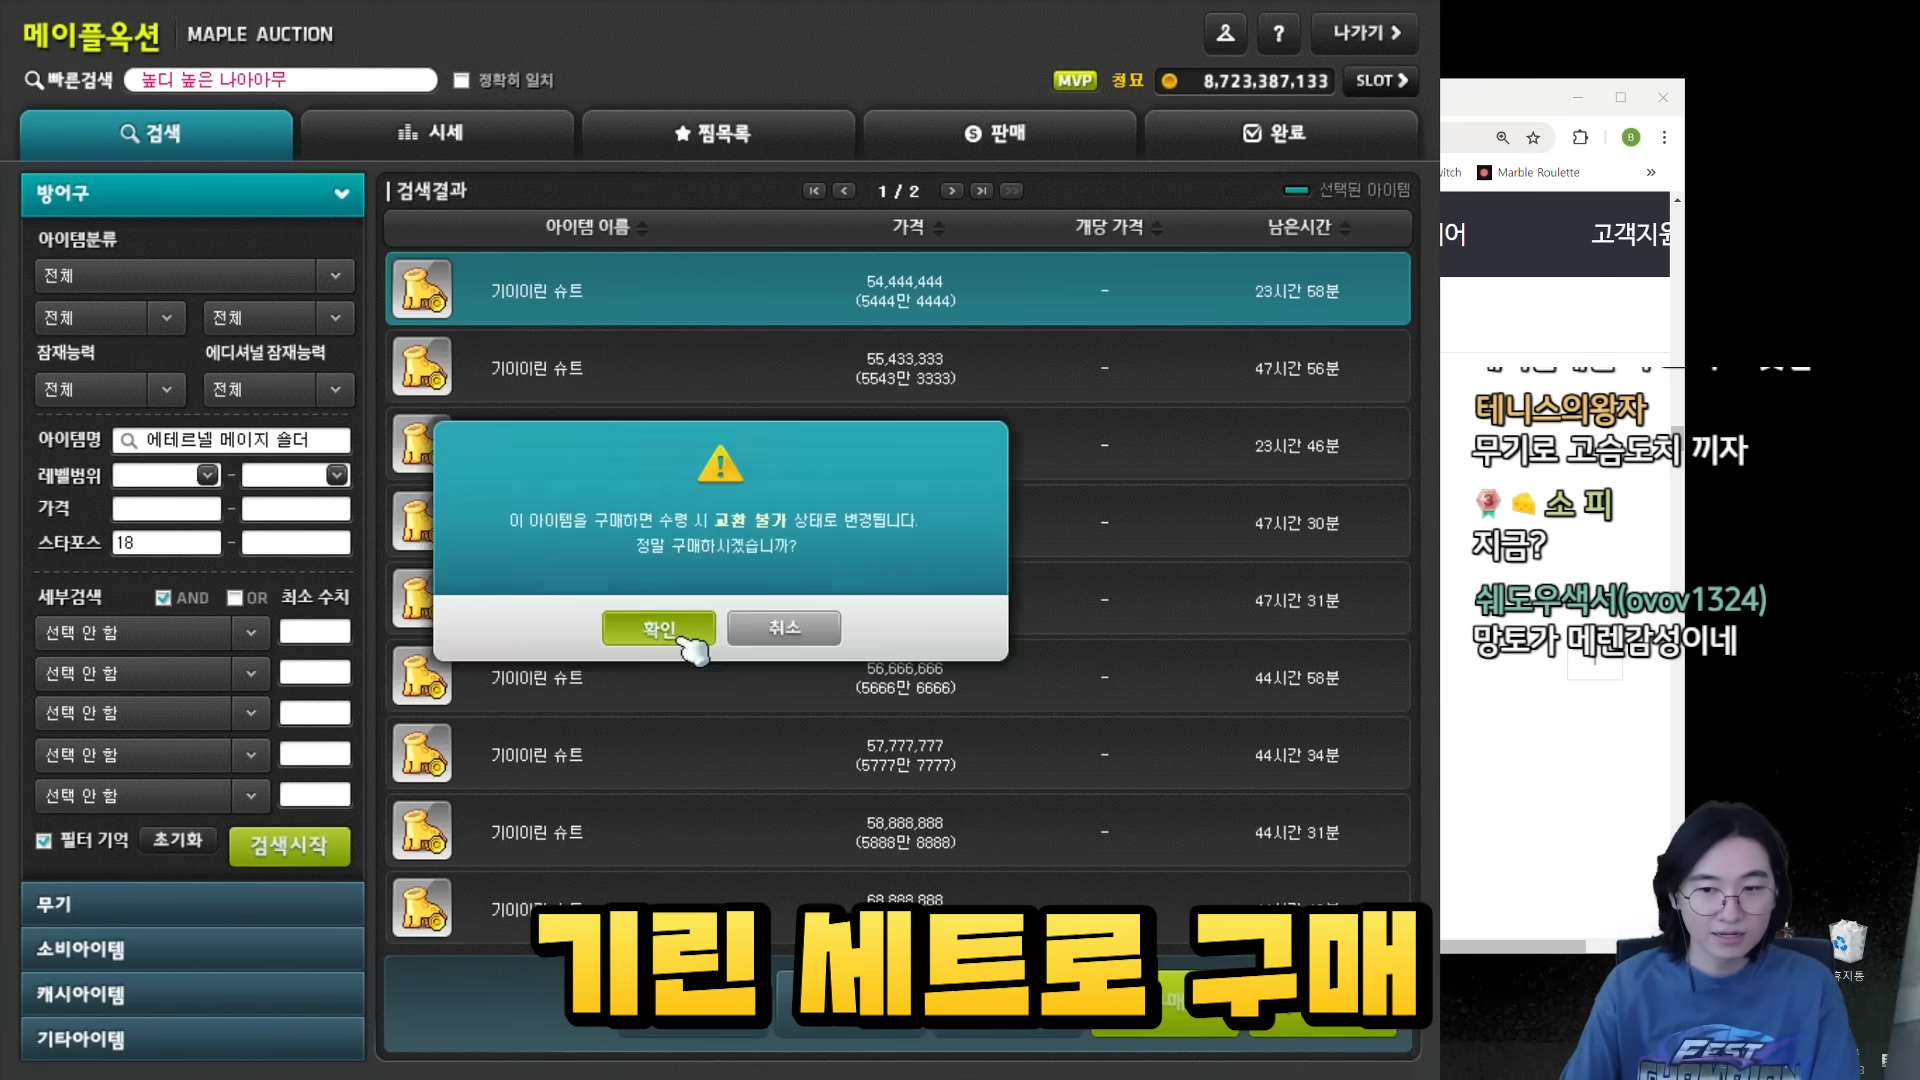 메이플옥션 MAPLE AUCTION
? 나가기
빠른검색 높디 높은 나아아무 정확히 일치
MVP 청묘 8,723,387,133 SLOT
검색 시세 찜목록 판매 완료
방어구
아이템분류
전체
전체 전체
잠재능력 에디셔널 잠재능력
전체 전체
아이템명 에테르넬 메이지 숄더
레벨범위 -
가격 -
스타포스 18 -
세부검색 AND OR 최소 수치
선택 안 함
선택 안 함
선택 안 함
선택 안 함
선택 안 함
필터 기억 초기화 검색시작
무기
소비아이템
캐시아이템
기타아이템
검색결과 1 / 2 선택된 아이템
아이템 이름 가격 개당 가격 남은시간
기이이린 슈트 54,444,444 (5444만 4444) - 23시간 58분
기이이린 슈트 55,433,333 (5543만 3333) - 47시간 56분
- 23시간 46분
- 47시간 30분
- 47시간 31분
이 아이템을 구매하면 수령 시 교환 불가 상태로 변경됩니다.
정말 구매하시겠습니까?
확인 취소
기이이린 슈트 56,666,666 (5666만 6666) - 44시간 58분
기이이린 슈트 57,777,777 (5777만 7777) - 44시간 34분
기이이린 슈트 58,888,888 (5888만 8888) - 44시간 31분
68,888,888
기린 세트로 구매
B
itch Marble Roulette »
어 고객지원
테니스의왕자
무기로 고슴도치 끼자
3 소 피
지금?
쉐도우색서(ovov1324)
망토가 메렌감성이네
휴지통
FEST
CHAMPION